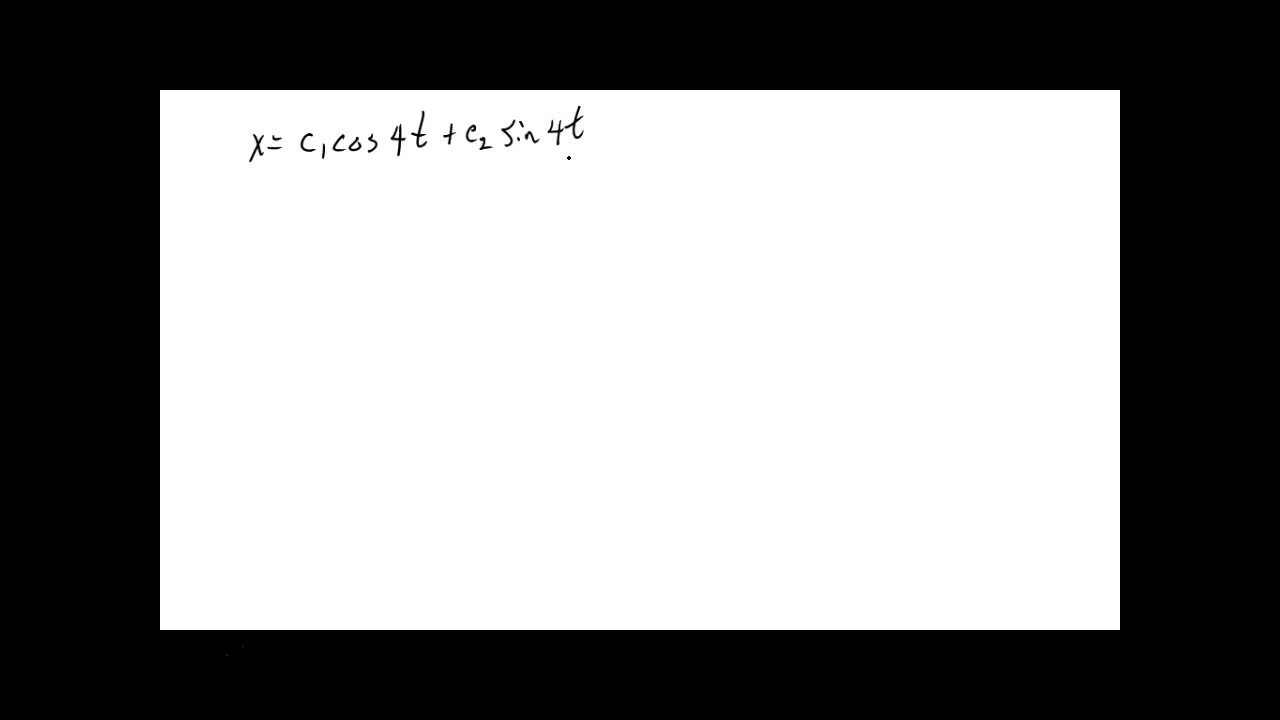 x = c₁cos 4t + c₂ sin 4t